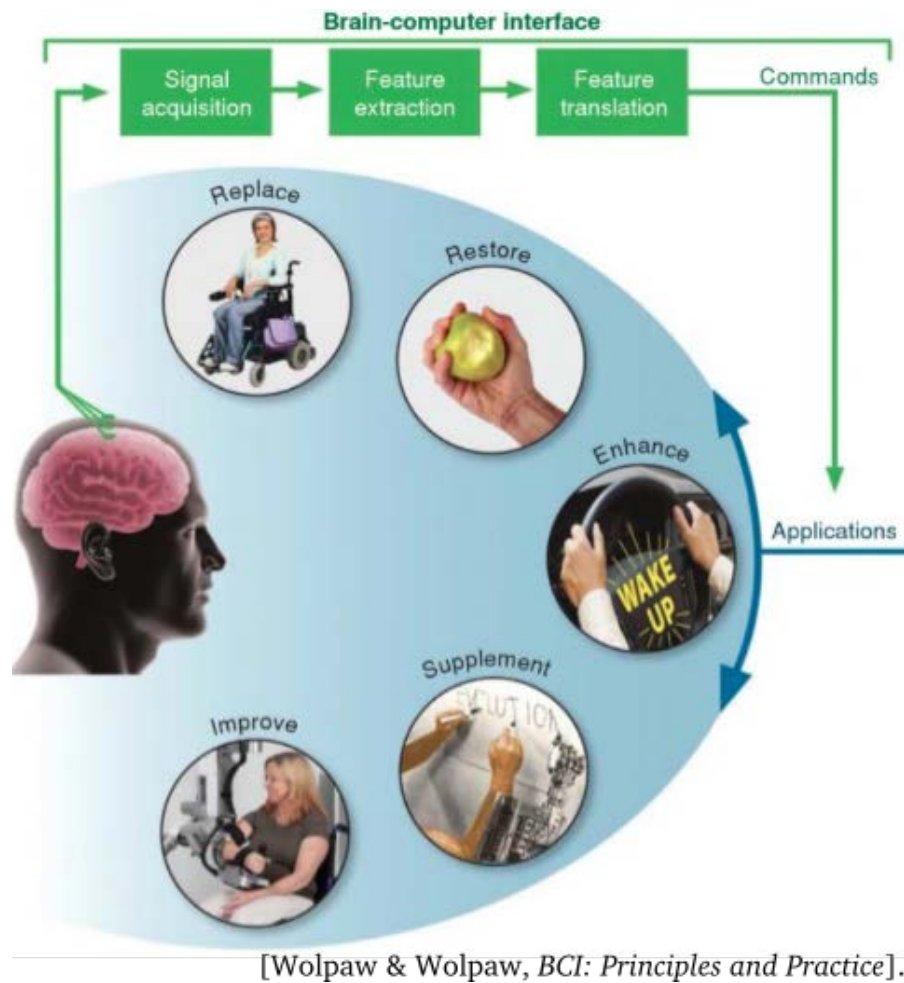 Brain-computer interface
Signal
acquisition
Feature
extraction
Feature
translation
Commands
Replace
Restore
Enhance
WAKE
UP
Applications
Supplement
Improve
[Wolpaw & Wolpaw, BCI: Principles and Practice].